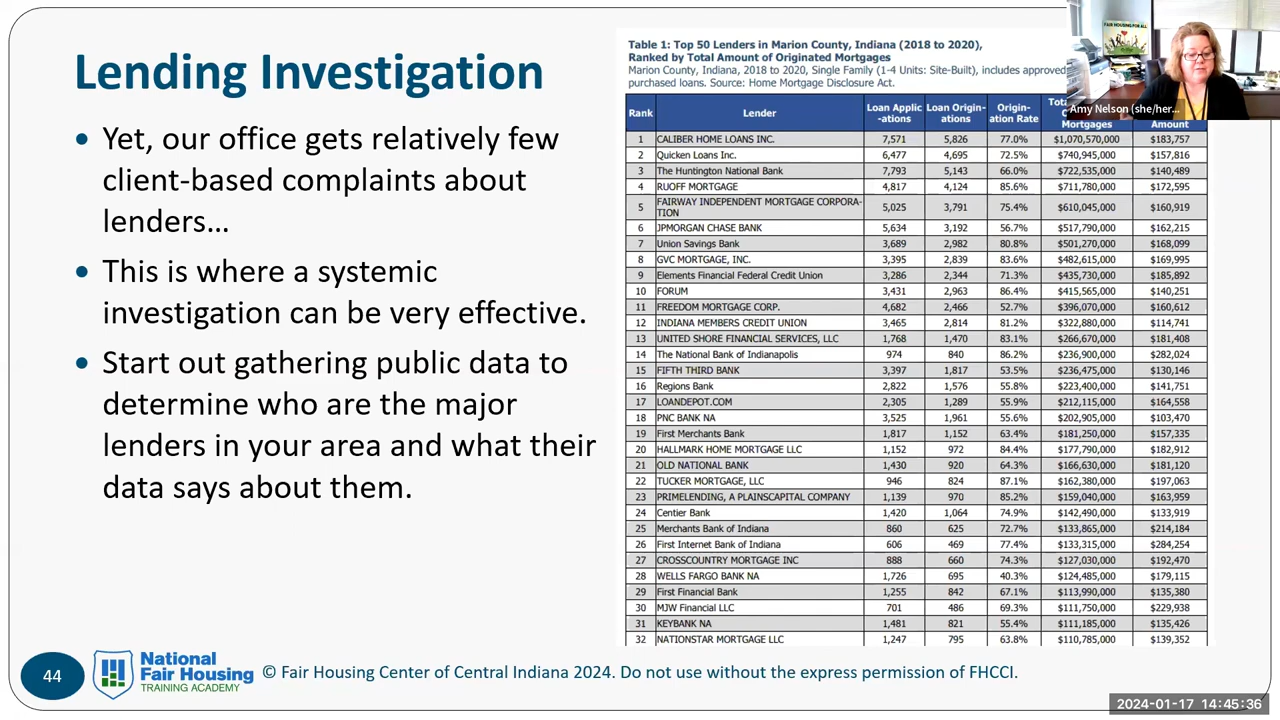 Lending Investigation
• Yet, our office gets relatively few
client-based complaints about
lenders…
• This is where a systemic
investigation can be very effective.
• Start out gathering public data to
determine who are the major
lenders in your area and what their
data says about them.
Table 1: Top 50 Lenders in Marion County, Indiana (2018 to 2020),
Ranked by Total Amount of Originated Mortgages
Marion County, Indiana, 2018 to 2020, Single Family (1-4 Units: Site-Built), includes approved
purchased loans. Source: Home Mortgage Disclosure Act.
FAIR HOUSING FOR ALL
Amy Nelson (she/her...
Rank Lender Loan Applic-ations Loan Origin-ations Origin-ation Rate Mortgages Amount
1 CALIBER HOME LOANS INC. 7,571 5,826 77.0% $1,070,570,000 $183,757
2 Quicken Loans Inc. 6,477 4,695 72.5% $740,945,000 $157,816
3 The Huntington National Bank 7,793 5,143 66.0% $722,535,000 $140,489
4 RUOFF MORTGAGE 4,817 4,124 85.6% $711,780,000 $172,595
5 FAIRWAY INDEPENDENT MORTGAGE CORPORA-TION 5,025 3,791 75.4% $610,045,000 $160,919
6 JPMORGAN CHASE BANK 5,634 3,192 56.7% $517,790,000 $162,215
7 Union Savings Bank 3,689 2,982 80.8% $501,270,000 $168,099
8 GVC MORTGAGE, INC. 3,395 2,839 83.6% $482,615,000 $169,995
9 Elements Financial Federal Credit Union 3,286 2,344 71.3% $435,730,000 $185,892
10 FORUM 3,431 2,963 86.4% $415,565,000 $140,251
11 FREEDOM MORTGAGE CORP. 4,682 2,466 52.7% $396,070,000 $160,612
12 INDIANA MEMBERS CREDIT UNION 3,465 2,814 81.2% $322,880,000 $114,741
13 UNITED SHORE FINANCIAL SERVICES, LLC 1,768 1,470 83.1% $266,670,000 $181,408
14 The National Bank of Indianapolis 974 840 86.2% $236,900,000 $282,024
15 FIFTH THIRD BANK 3,397 1,817 53.5% $236,475,000 $130,146
16 Regions Bank 2,822 1,576 55.8% $223,400,000 $141,751
17 LOANDEPOT.COM 2,305 1,289 55.9% $212,115,000 $164,558
18 PNC BANK NA 3,525 1,961 55.6% $202,905,000 $103,470
19 First Merchants Bank 1,817 1,152 63.4% $181,250,000 $157,335
20 HALLMARK HOME MORTGAGE LLC 1,152 972 84.4% $177,790,000 $182,912
21 OLD NATIONAL BANK 1,430 920 64.3% $166,630,000 $181,120
22 TUCKER MORTGAGE, LLC 946 824 87.1% $162,380,000 $197,063
23 PRIMELENDING, A PLAINSCAPITAL COMPANY 1,139 970 85.2% $159,040,000 $163,959
24 Centier Bank 1,420 1,064 74.9% $142,490,000 $133,919
25 Merchants Bank of Indiana 860 625 72.7% $133,865,000 $214,184
26 First Internet Bank of Indiana 606 469 77.4% $133,315,000 $284,254
27 CROSSCOUNTRY MORTGAGE INC 888 660 74.3% $127,030,000 $192,470
28 WELLS FARGO BANK NA 1,726 695 40.3% $124,485,000 $179,115
29 First Financial Bank 1,255 842 67.1% $113,990,000 $135,380
30 MJW Financial LLC 701 486 69.3% $111,750,000 $229,938
31 KEYBANK NA 1,481 821 55.4% $111,185,000 $135,426
32 NATIONSTAR MORTGAGE LLC 1,247 795 63.8% $110,785,000 $139,352
44
National
Fair Housing
TRAINING ACADEMY
© Fair Housing Center of Central Indiana 2024. Do not use without the express permission of FHCCI.
2024-01-17 14:45:36